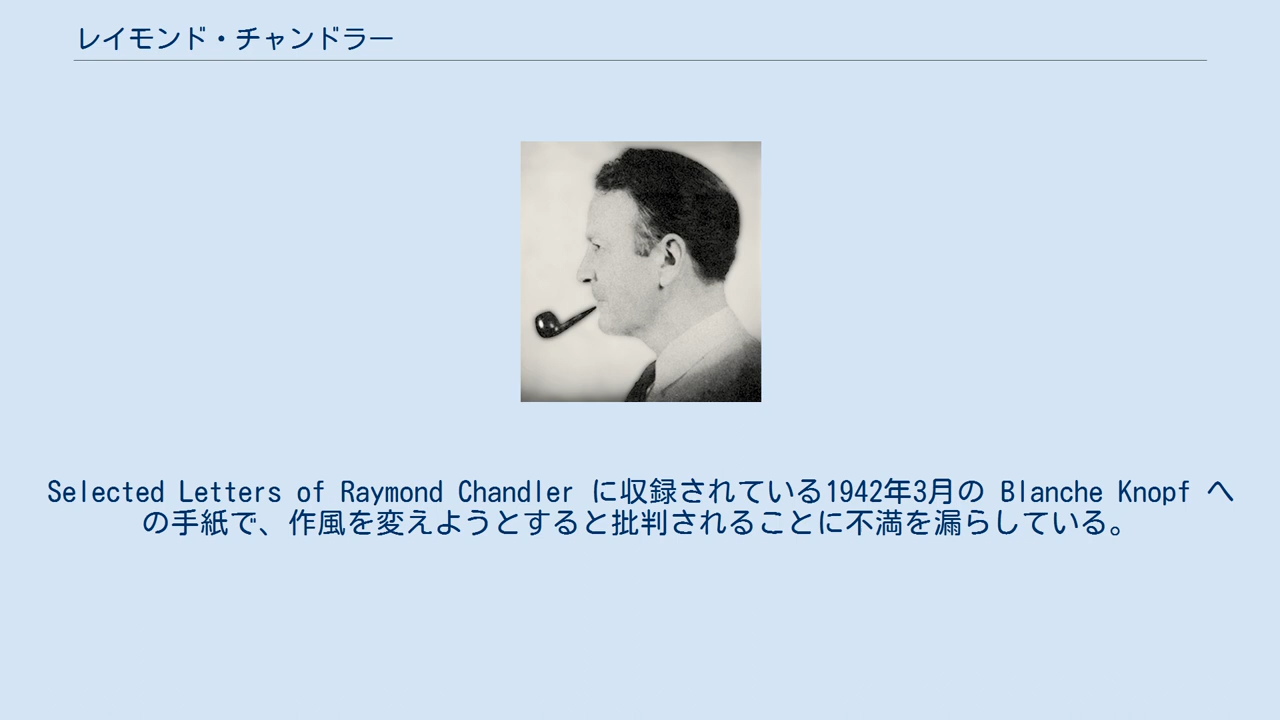 レイモンド・チャンドラー
Selected Letters of Raymond Chandler に収録されている1942年3月の Blanche Knopf へ
の手紙で、作風を変えようとすると批判されることに不満を漏らしている。